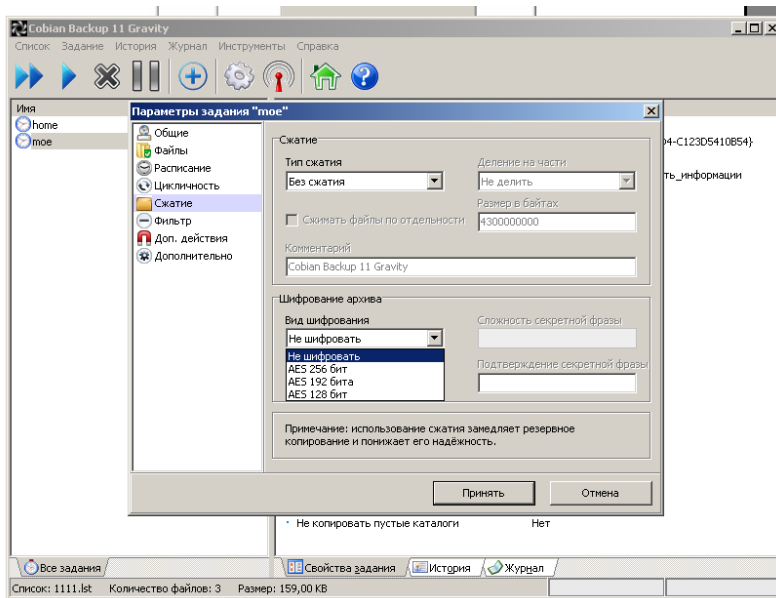 Cobian Backup 11 Gravity
Список Задание История Журнал Инструменты Справка
Имя
home
moe
Параметры задания "moe"
Общие
Файлы
Расписание
Цикличность
Сжатие
Фильтр
Доп. действия
Дополнительно
Сжатие
Тип сжатия
Деление на части
Без сжатия
Не делить
Размер в байтах
Сжимать файлы по отдельности
4300000000
Комментарий
Cobian Backup 11 Gravity
Шифрование архива
Вид шифрования
Сложность секретной фразы
Не шифровать
Не шифровать
AES 256 бит
AES 192 бита
AES 128 бит
Подтверждение секретной фразы
Примечание: использование сжатия замедляет резервное
копирование и понижает его надёжность.
Принять
Отмена
04-C123D5410B54}
ть_информации
Не копировать пустые каталоги Нет
Все задания
Свойства задания История Журнал
Список: 1111.lst Количество файлов: 3 Размер: 159,00 KB